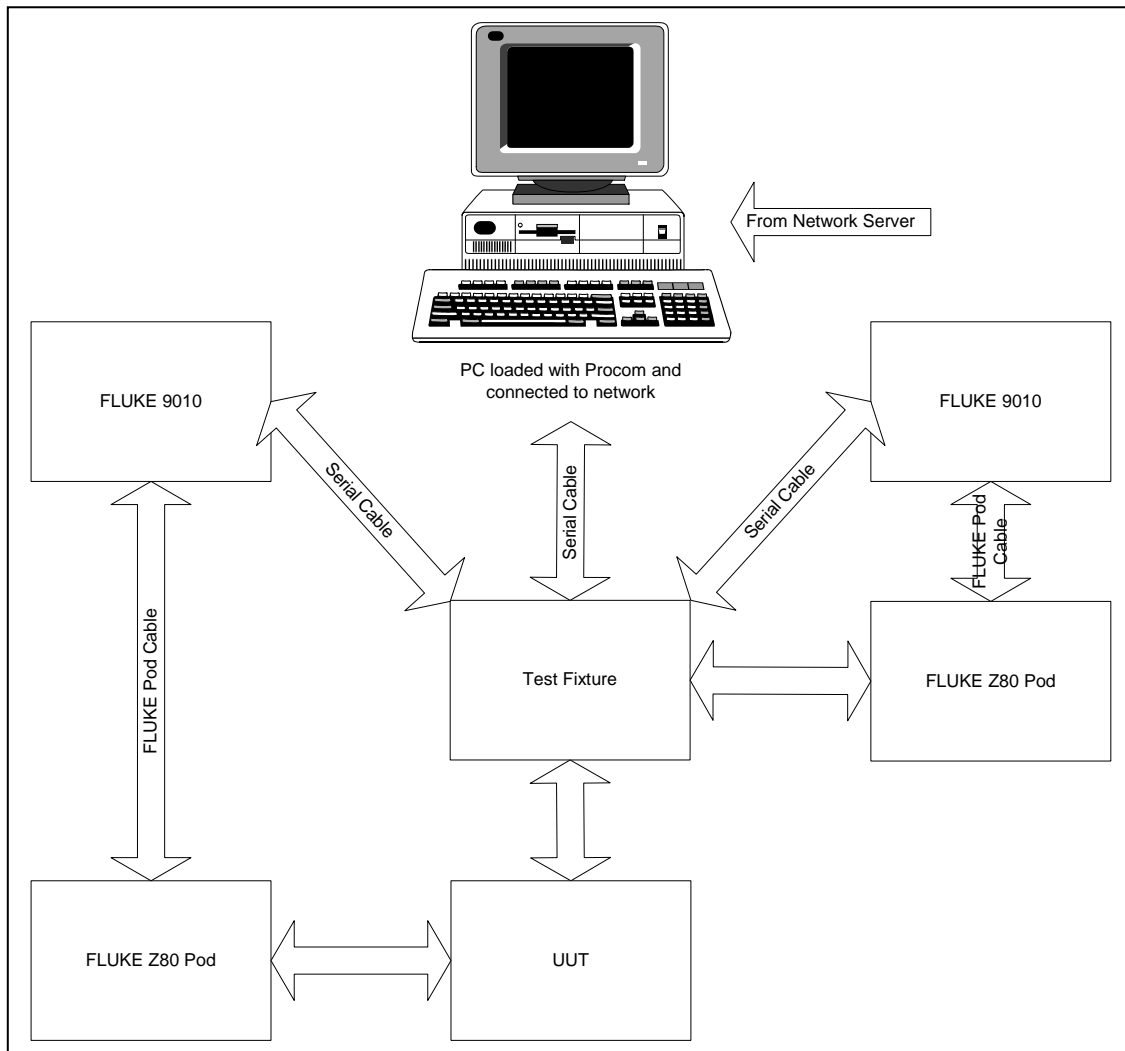 From Network Server
PC loaded with Procom and
connected to network
FLUKE 9010
FLUKE 9010
Serial Cable
Serial Cable
Serial Cable
FLUKE Pod
Cable
FLUKE Pod Cable
Test Fixture
FLUKE Z80 Pod
FLUKE Z80 Pod
UUT